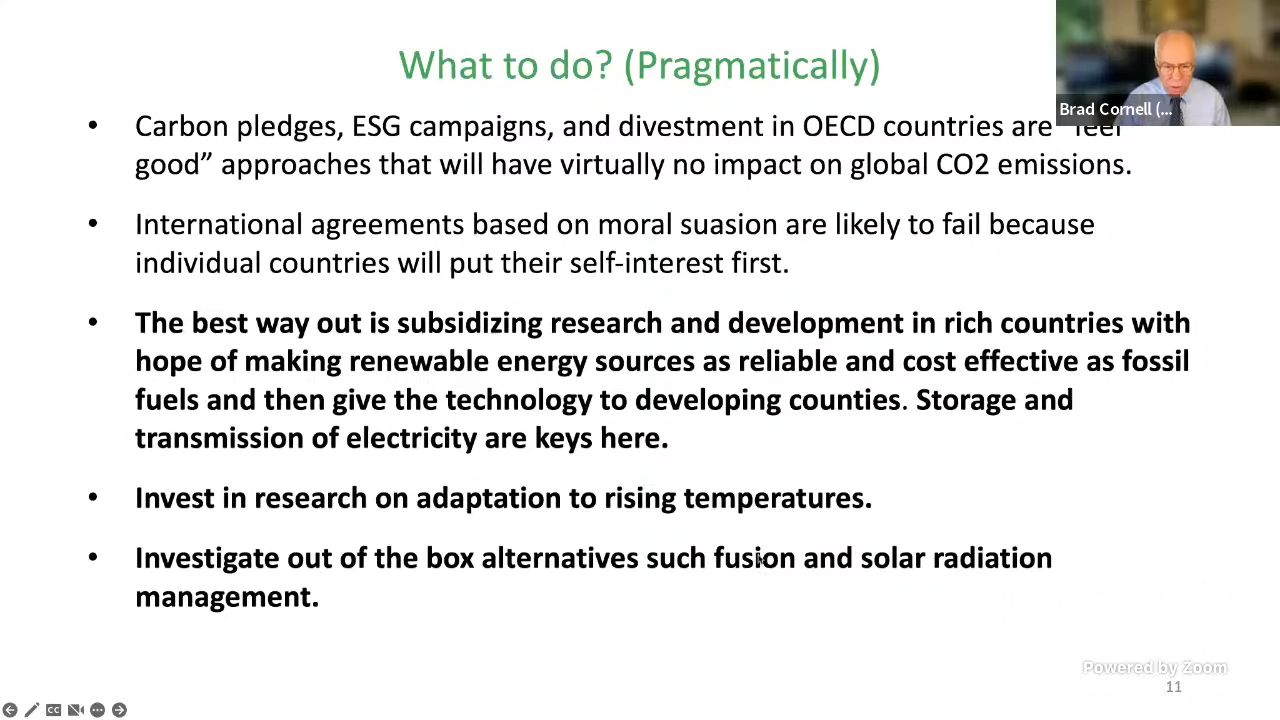 What to do? (Pragmatically)
Brad Cornell (...
• Carbon pledges, ESG campaigns, and divestment in OECD countries are “feel
good” approaches that will have virtually no impact on global CO2 emissions.
• International agreements based on moral suasion are likely to fail because
individual countries will put their self-interest first.
• The best way out is subsidizing research and development in rich countries with
hope of making renewable energy sources as reliable and cost effective as fossil
fuels and then give the technology to developing counties. Storage and
transmission of electricity are keys here.
• Invest in research on adaptation to rising temperatures.
• Investigate out of the box alternatives such fusion and solar radiation
management.
Powered by Zoom
11
CC